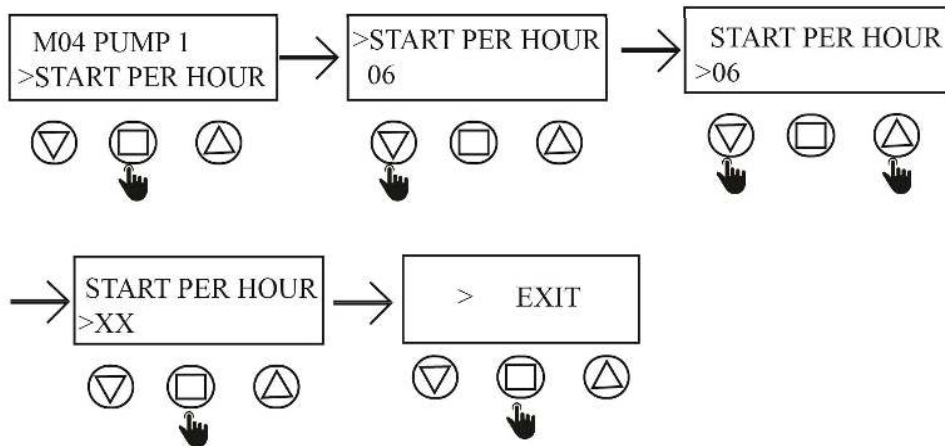 M04 PUMP 1
>START PER HOUR
>START PER HOUR
06
START PER HOUR
>06
START PER HOUR
>XX
> EXIT